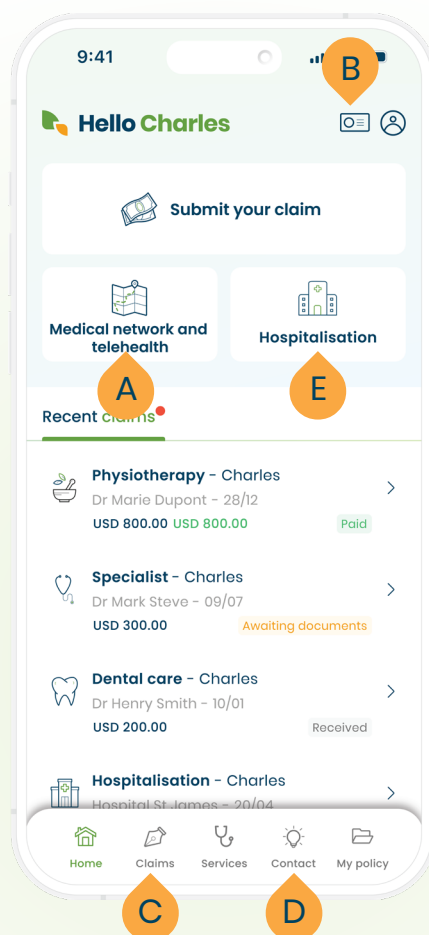 9:41
B
Hello Charles
Submit your claim
Medical network and
telehealth
Hospitalisation
A
E
Recent claims
Physiotherapy - Charles
Dr Marie Dupont - 28/12
USD 800.00 USD 800.00
Paid
Specialist - Charles
Dr Mark Steve - 09/07
USD 300.00
Awaiting documents
Dental care - Charles
Dr Henry Smith - 10/01
USD 200.00
Received
Hospitalisation - Charles
Hospital St James - 20/04
Home
Claims
Services
Contact
My policy
C
D